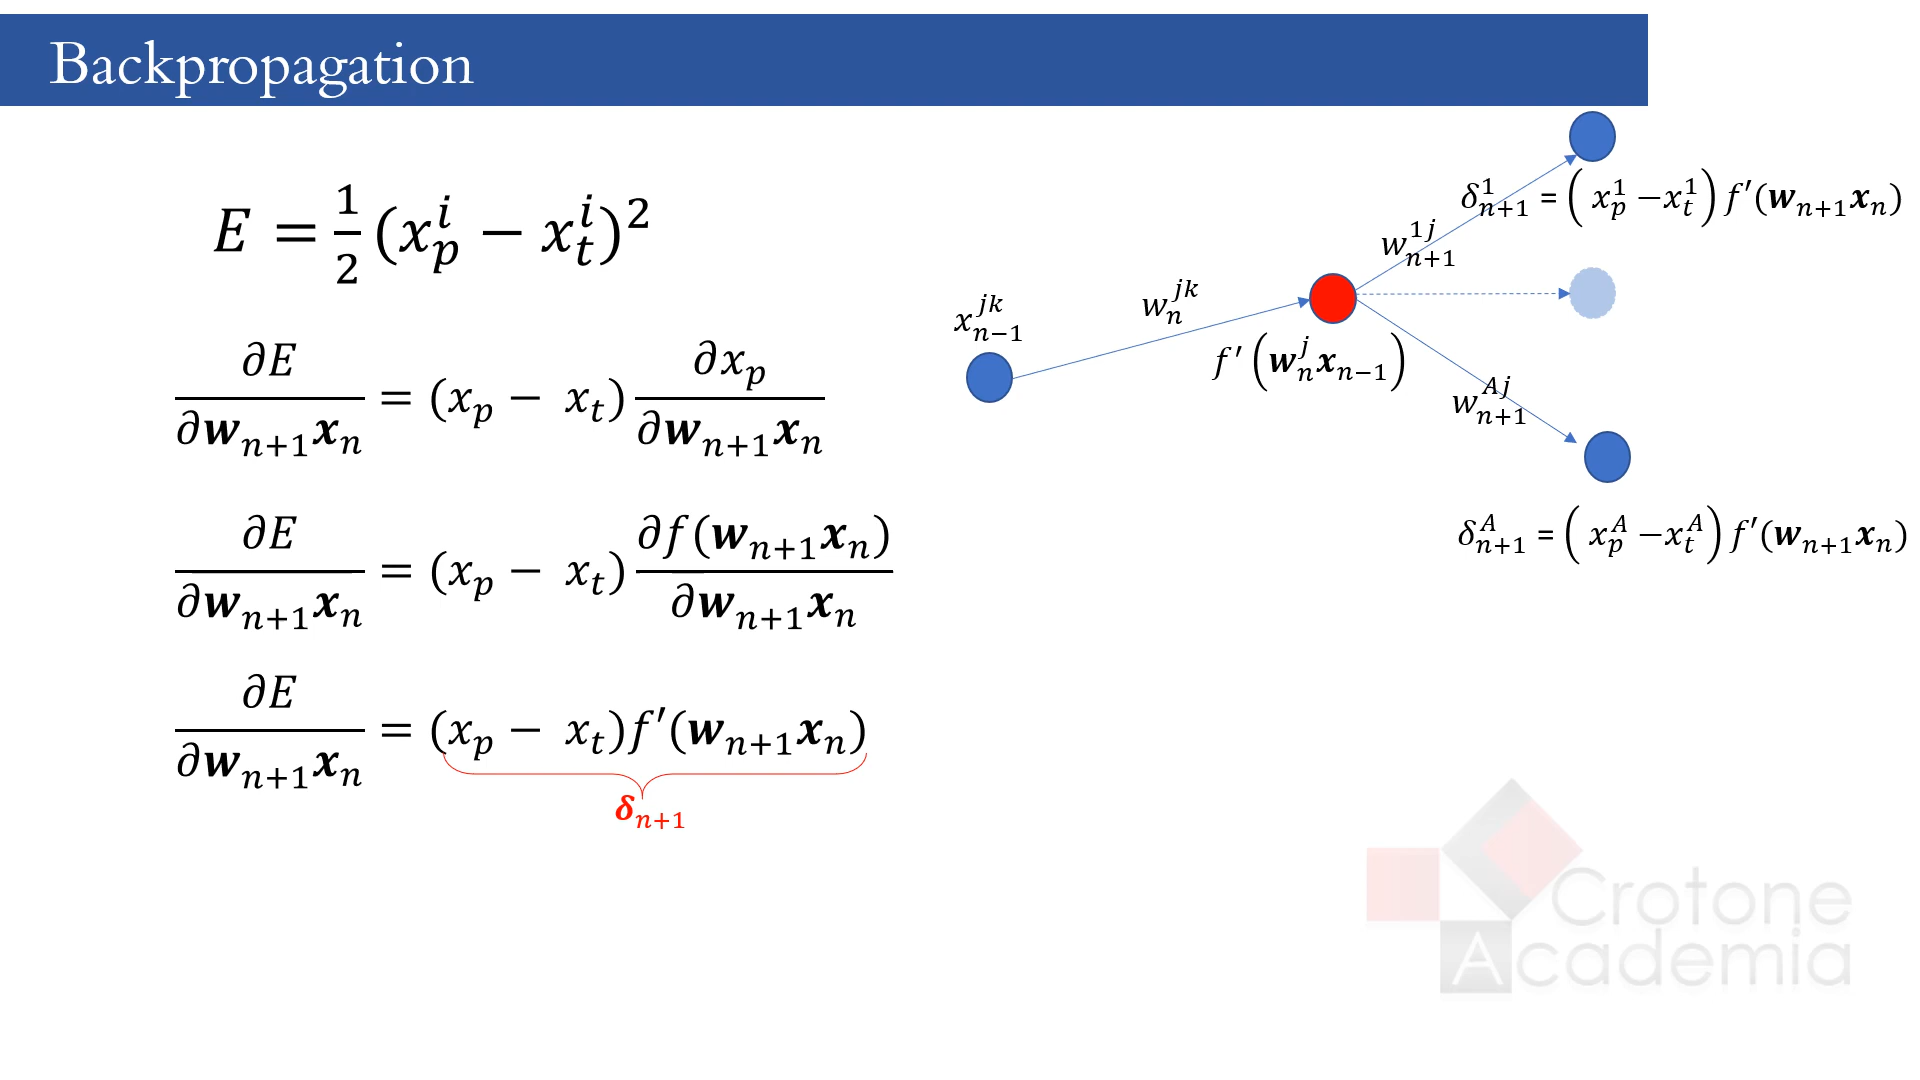 Backpropagation
E = 1/2 (x_p^i − x_t^i)^2
∂E/∂𝒘_{n+1}𝒙_n = (x_p − x_t) ∂x_p/∂𝒘_{n+1}𝒙_n
∂E/∂𝒘_{n+1}𝒙_n = (x_p − x_t) ∂f(𝒘_{n+1}𝒙_n)/∂𝒘_{n+1}𝒙_n
∂E/∂𝒘_{n+1}𝒙_n = (x_p − x_t)f′(𝒘_{n+1}𝒙_n)
𝜹_{n+1}
x_{n−1}^{jk}
w_n^{jk}
f′(𝒘_n^j 𝒙_{n−1})
w_{n+1}^{1j}
δ_{n+1}^1 = (x_p^1 − x_t^1) f′(𝒘_{n+1}𝒙_n)
w_{n+1}^{Aj}
δ_{n+1}^A = (x_p^A − x_t^A) f′(𝒘_{n+1}𝒙_n)
Crotone
Academia